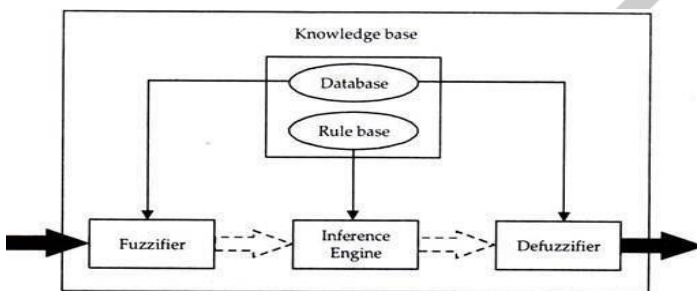 Knowledge base
Database
Rule base
Fuzzifier
Inference
Engine
Defuzzifier